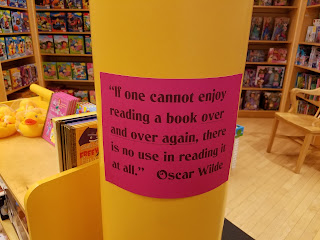 "If one cannot enjoy
reading a book over
and over again, there
is no use in reading it
at all." Oscar Wilde